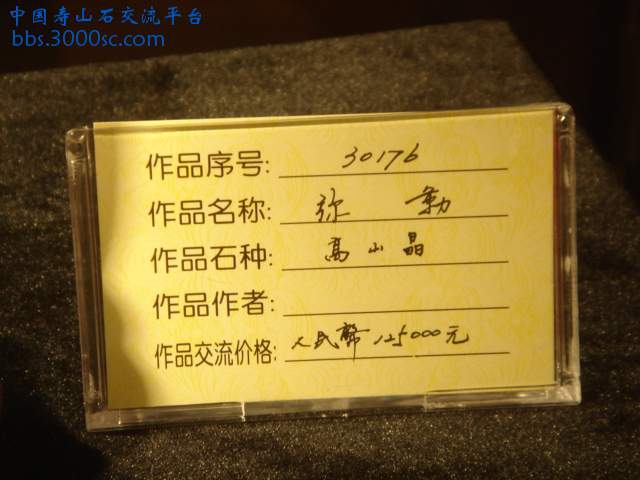 中国寿山石交流平台
bbs.3000sc.com
作品序号: 30176
作品名称: 弥勒
作品石种: 高山晶
作品作者:
作品交流价格: 人民幣 125000元